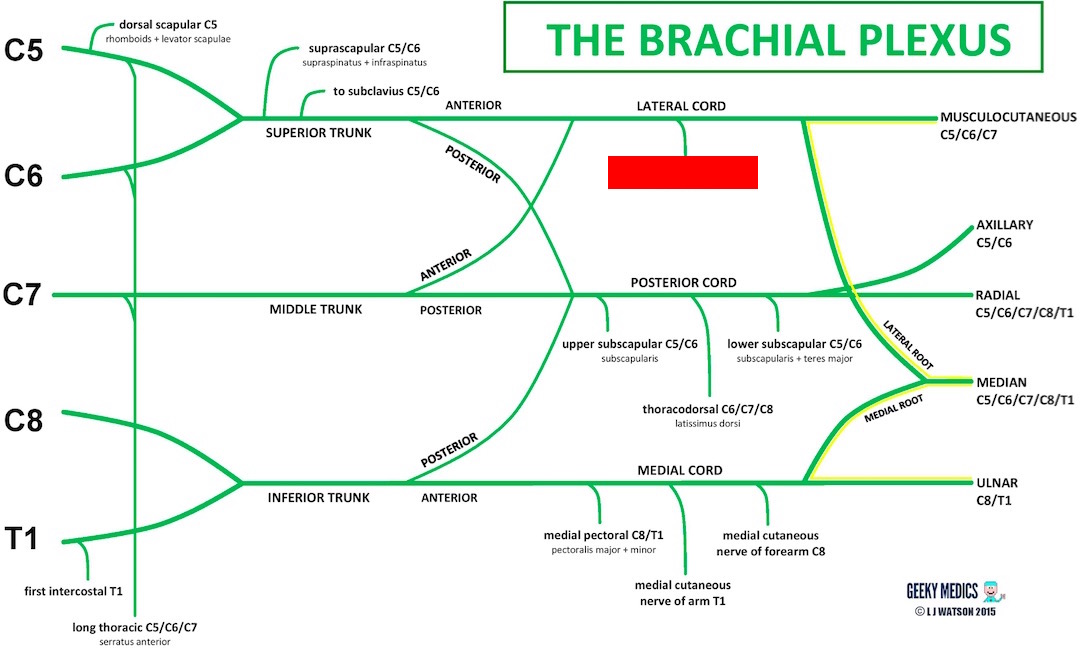 THE BRACHIAL PLEXUS
C5
dorsal scapular C5
rhomboids + levator scapulae
suprascapular C5/C6
supraspinatus + infraspinatus
to subclavius C5/C6
ANTERIOR
LATERAL CORD
SUPERIOR TRUNK
POSTERIOR
MUSCULOCUTANEOUS
C5/C6/C7
C6
AXILLARY
C5/C6
ANTERIOR
C7
MIDDLE TRUNK
POSTERIOR
POSTERIOR CORD
RADIAL
C5/C6/C7/C8/T1
upper subscapular C5/C6
subscapularis
lower subscapular C5/C6
subscapularis + teres major
thoracodorsal C6/C7/C8
latissimus dorsi
LATERAL ROOT
MEDIAN
C5/C6/C7/C8/T1
MEDIAL ROOT
C8
POSTERIOR
INFERIOR TRUNK
ANTERIOR
MEDIAL CORD
ULNAR
C8/T1
medial pectoral C8/T1
pectoralis major + minor
medial cutaneous
nerve of forearm C8
medial cutaneous
nerve of arm T1
T1
first intercostal T1
long thoracic C5/C6/C7
serratus anterior
GEEKY MEDICS
© L J WATSON 2015